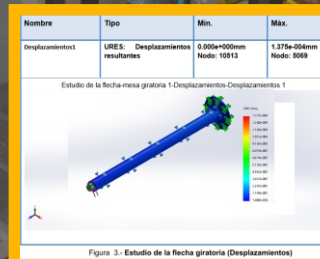 Nombre Tipo Min. Máx.
Desplazamientos1 URES: Desplazamientos 0.000e+000mm 1.375e-004mm
resultantes Nodo: 10813 Nodo: 5069
Estudio de la flecha-mesa giratoria 1-Desplazamientos-Desplazamientos 1
Figura 3.- Estudio de la flecha giratoria (Desplazamientos)